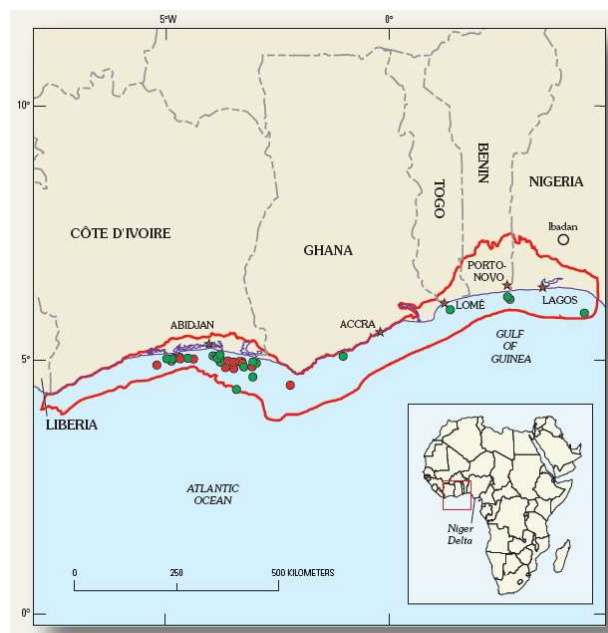 5°W
0°
10°
BENIN
TOGO
NIGERIA
Ibadan
CÔTE D'IVOIRE
GHANA
PORTO-
NOVO
LOMÉ
LAGOS
ABIDJAN
ACCRA
GULF
OF
GUINEA
5°
LIBERIA
ATLANTIC
OCEAN
Niger
Delta
0
250
500 KILOMETERS
0°